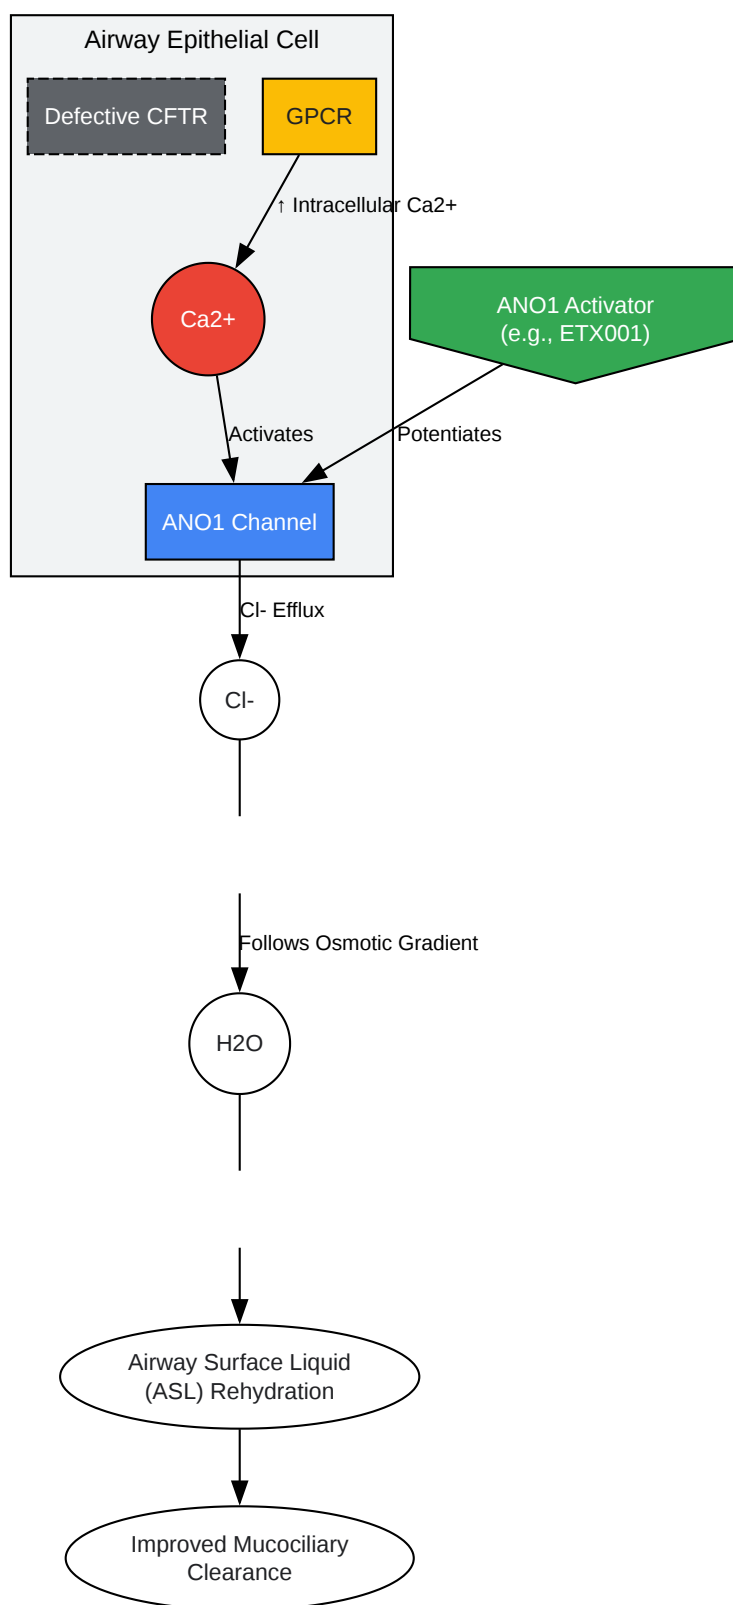 Airway Epithelial Cell
Defective CFTR
GPCR
↑ Intracellular Ca2+
Ca2+
ANO1 Activator
(e.g., ETX001)
Activates
Potentiates
ANO1 Channel
Cl- Efflux
Cl-
Follows Osmotic Gradient
H2O
Airway Surface Liquid
(ASL) Rehydration
Improved Mucociliary
Clearance